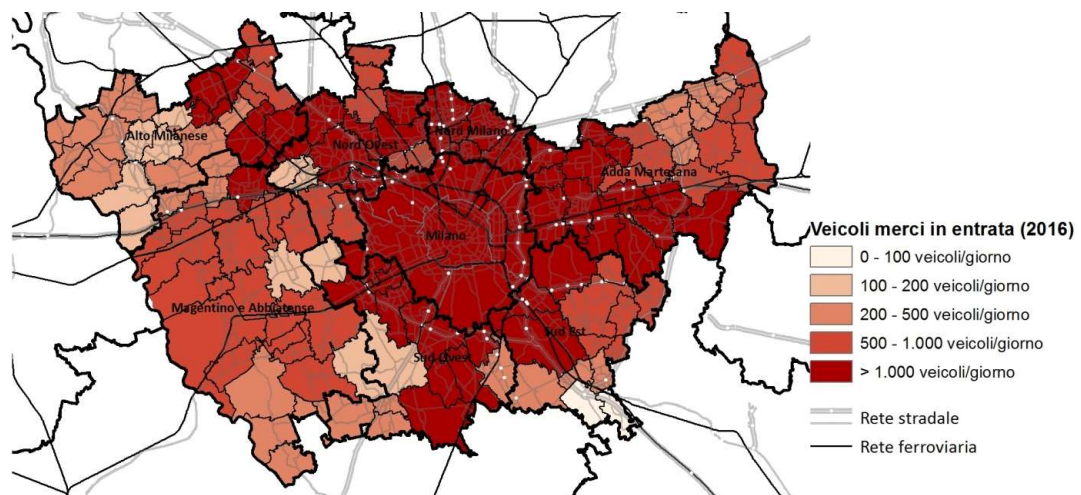 Alto Milanese
Nord Ovest
Nord Milano
Adda Martesana
Milano
Magentino e Abbiatense
Sud Ovest
Sud Est
Veicoli merci in entrata (2016)
0 - 100 veicoli/giorno
100 - 200 veicoli/giorno
200 - 500 veicoli/giorno
500 - 1.000 veicoli/giorno
> 1.000 veicoli/giorno
Rete stradale
Rete ferroviaria